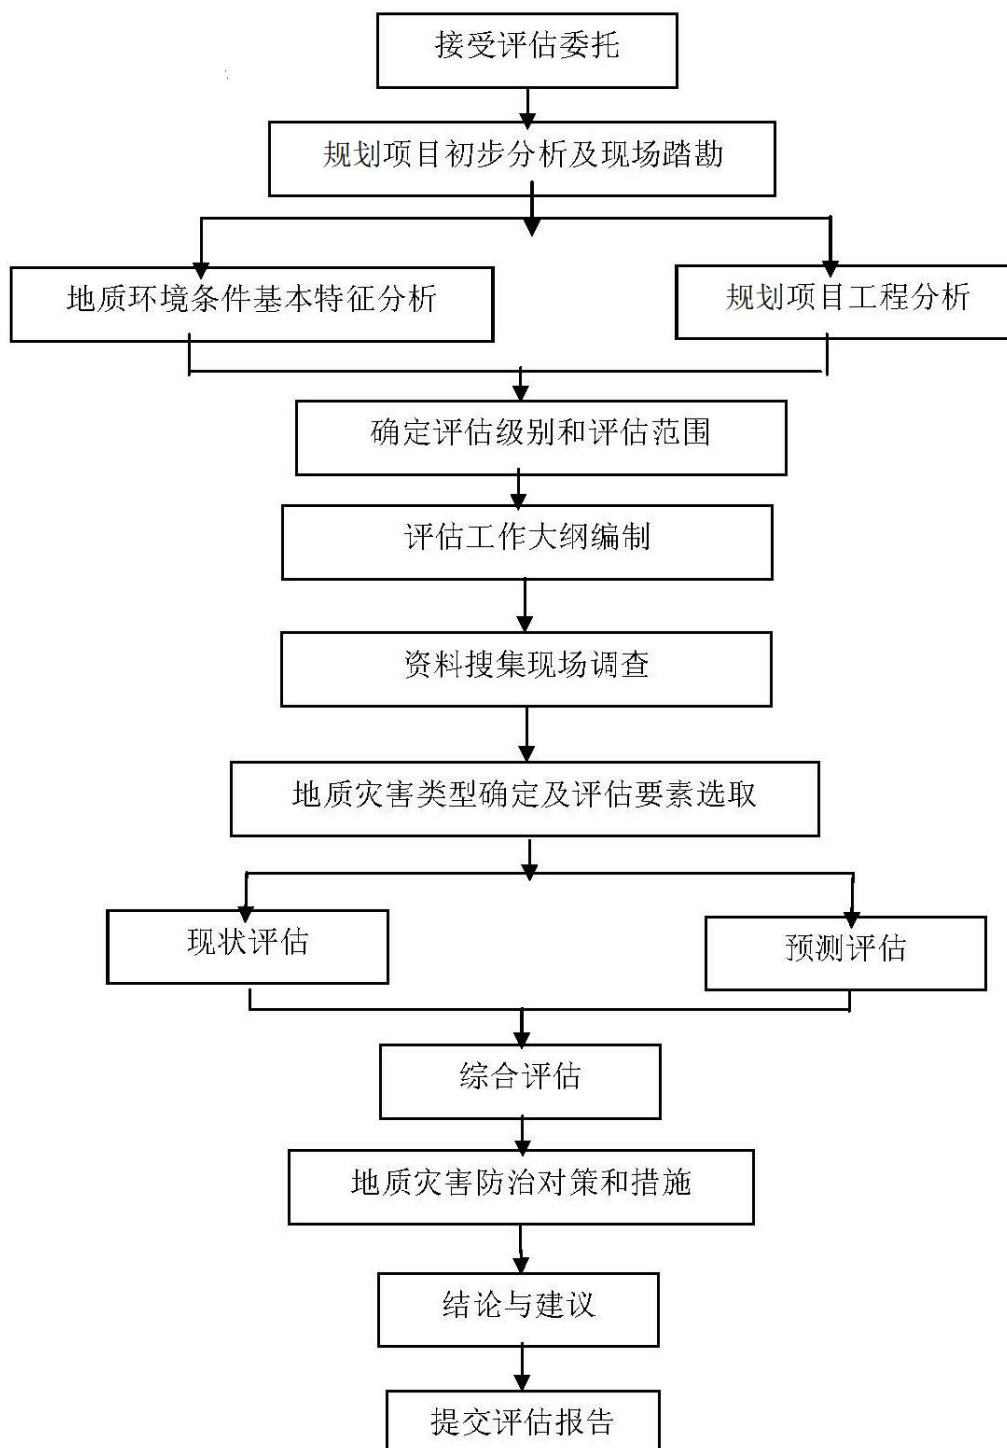 接受评估委托
规划项目初步分析及现场踏勘
地质环境条件基本特征分析
规划项目工程分析
确定评估级别和评估范围
评估工作大纲编制
资料搜集现场调查
地质灾害类型确定及评估要素选取
现状评估
预测评估
综合评估
地质灾害防治对策和措施
结论与建议
提交评估报告